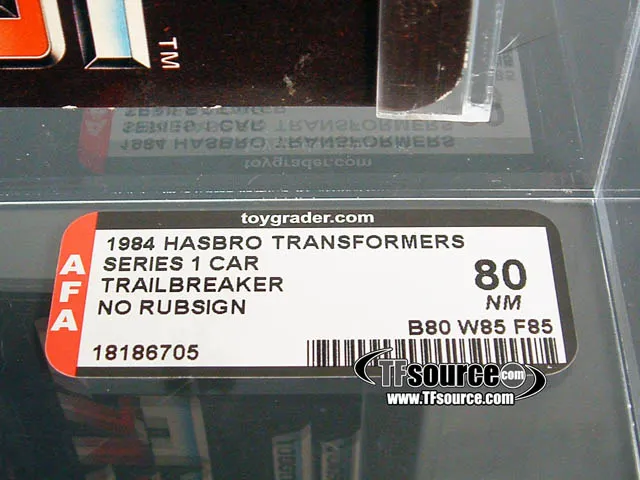 TM
toygrader.com
1984 HASBRO TRANSFORMERS
SERIES 1 CAR
TRAILBREAKER
NO RUBSIGN
80
NM
B80 W85 F85
18186705
AFA
TFsource.com
www.TFsource.com